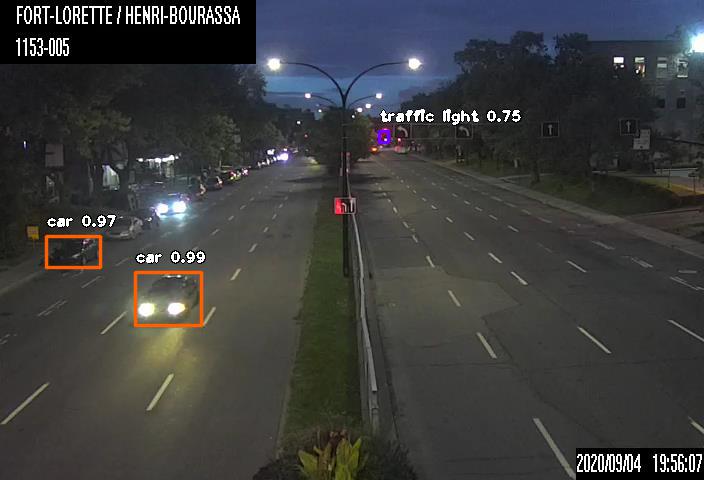 FORT-LORETTE / HENRI-BOURASSA
1153-005
traffic light 0.75
car 0.97
car 0.99
2020/09/04 19:56:07